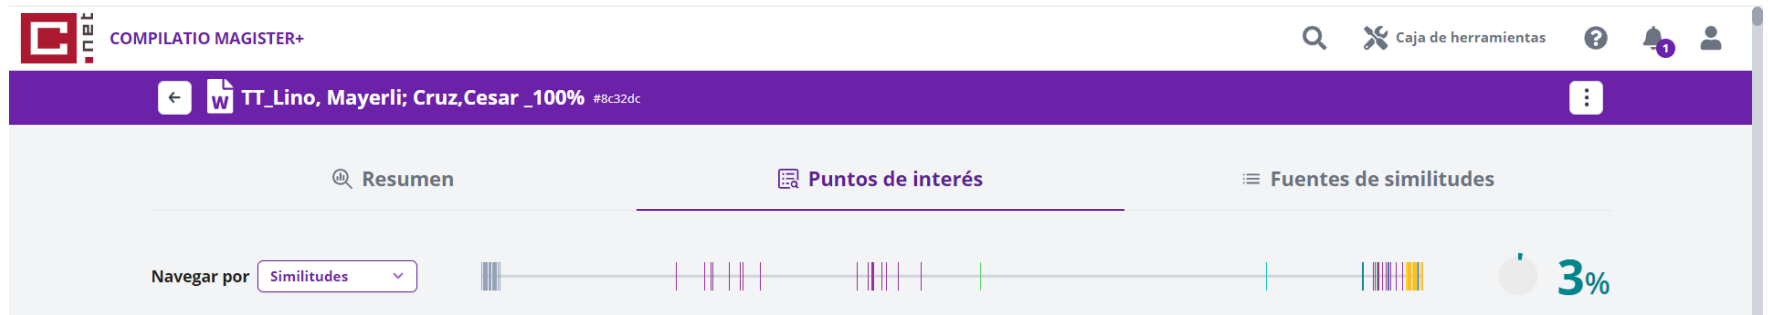 C.net COMPILATIO MAGISTER+ Caja de herramientas ? 1
W TT_Lino, Mayerli; Cruz,Cesar _100% #8c32dc
Resumen Puntos de interés Fuentes de similitudes
Navegar por Similitudes 3%